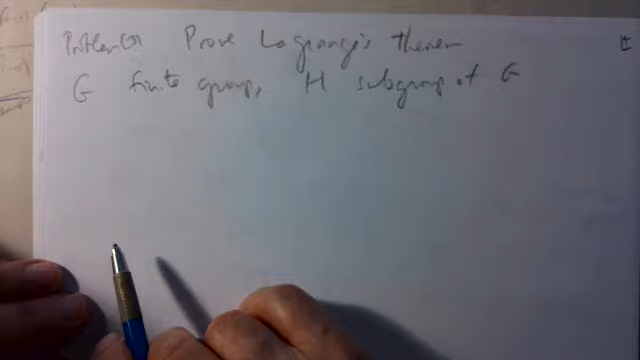 Problem(s) Prove Lagrange's theorem
G finite group, H subgroup of G